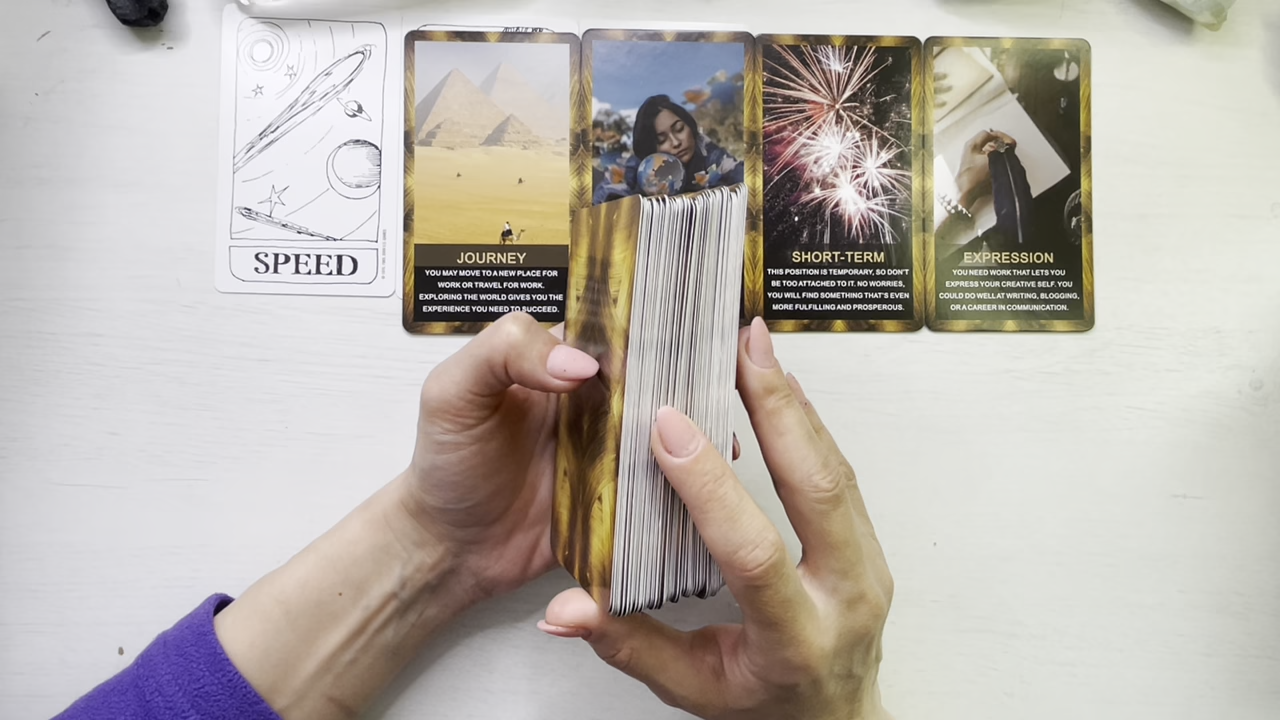 SPEED
JOURNEY
YOU MAY MOVE TO A NEW PLACE FOR
WORK OR TRAVEL FOR WORK.
EXPLORING THE WORLD GIVES YOU THE
EXPERIENCE YOU NEED TO SUCCEED.
SHORT-TERM
THIS POSITION IS TEMPORARY, SO DON'T
BE TOO ATTACHED TO IT. NO WORRIES,
YOU WILL FIND SOMETHING THAT'S EVEN
MORE FULFILLING AND PROSPEROUS.
EXPRESSION
YOU NEED WORK THAT LETS YOU
EXPRESS YOUR CREATIVE SELF. YOU
COULD DO WELL AT WRITING, BLOGGING,
OR A CAREER IN COMMUNICATION.